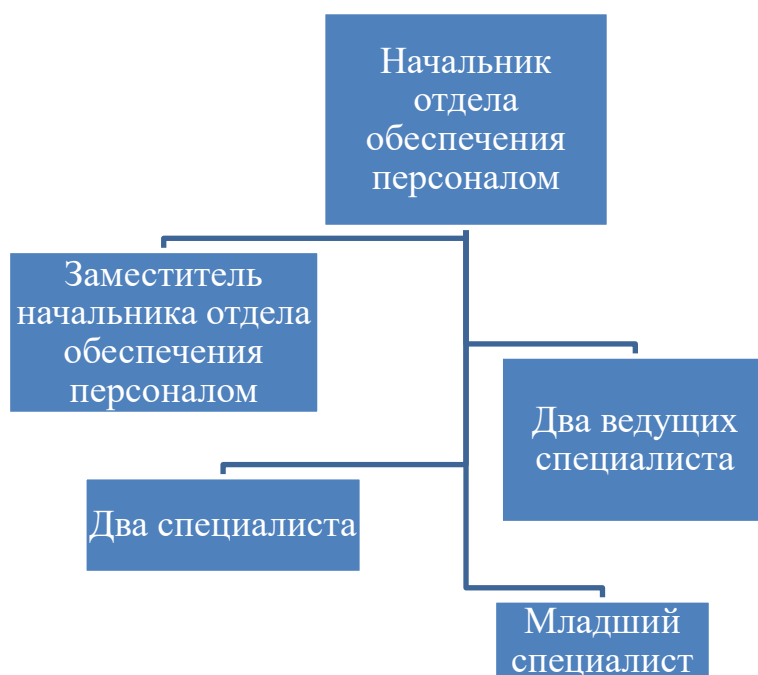 Начальник
отдела
обеспечения
персоналом
Заместитель
начальника отдела
обеспечения
персоналом
Два ведущих
специалиста
Два специалиста
Младший
специалист